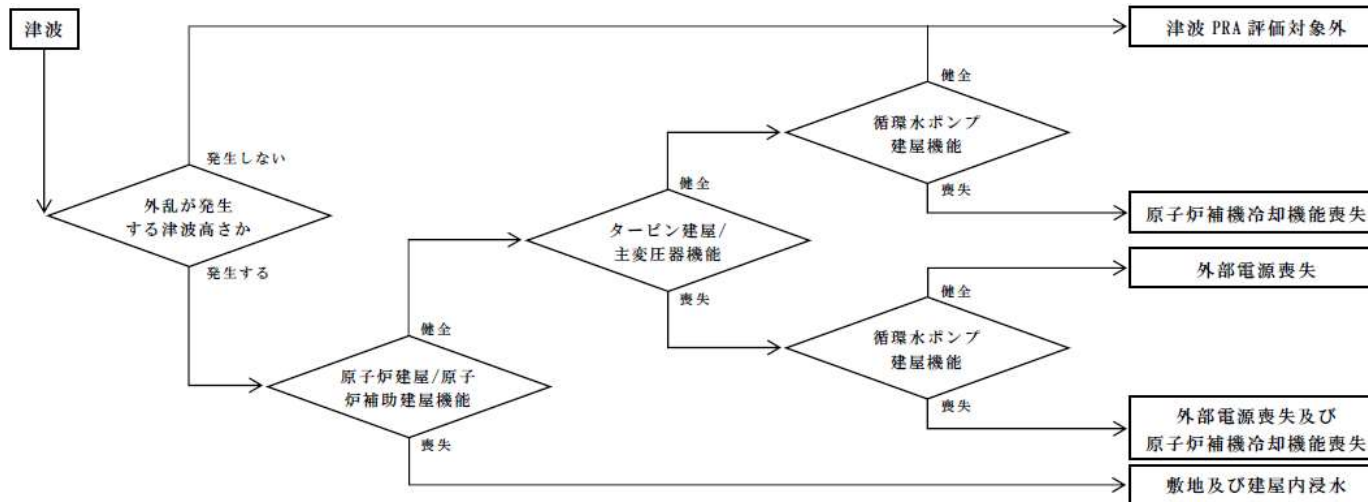 津波
津波 PRA 評価対象外
健全
循環水ポンプ
建屋機能
発生しない
健全
喪失
外乱が発生
する津波高さか
タービン建屋/
主変圧器機能
原子炉補機冷却機能喪失
発生する
喪失
健全
外部電源喪失
健全
循環水ポンプ
建屋機能
原子炉建屋/原子
炉補助建屋機能
喪失
外部電源喪失及び
原子炉補機冷却機能喪失
喪失
敷地及び建屋内浸水